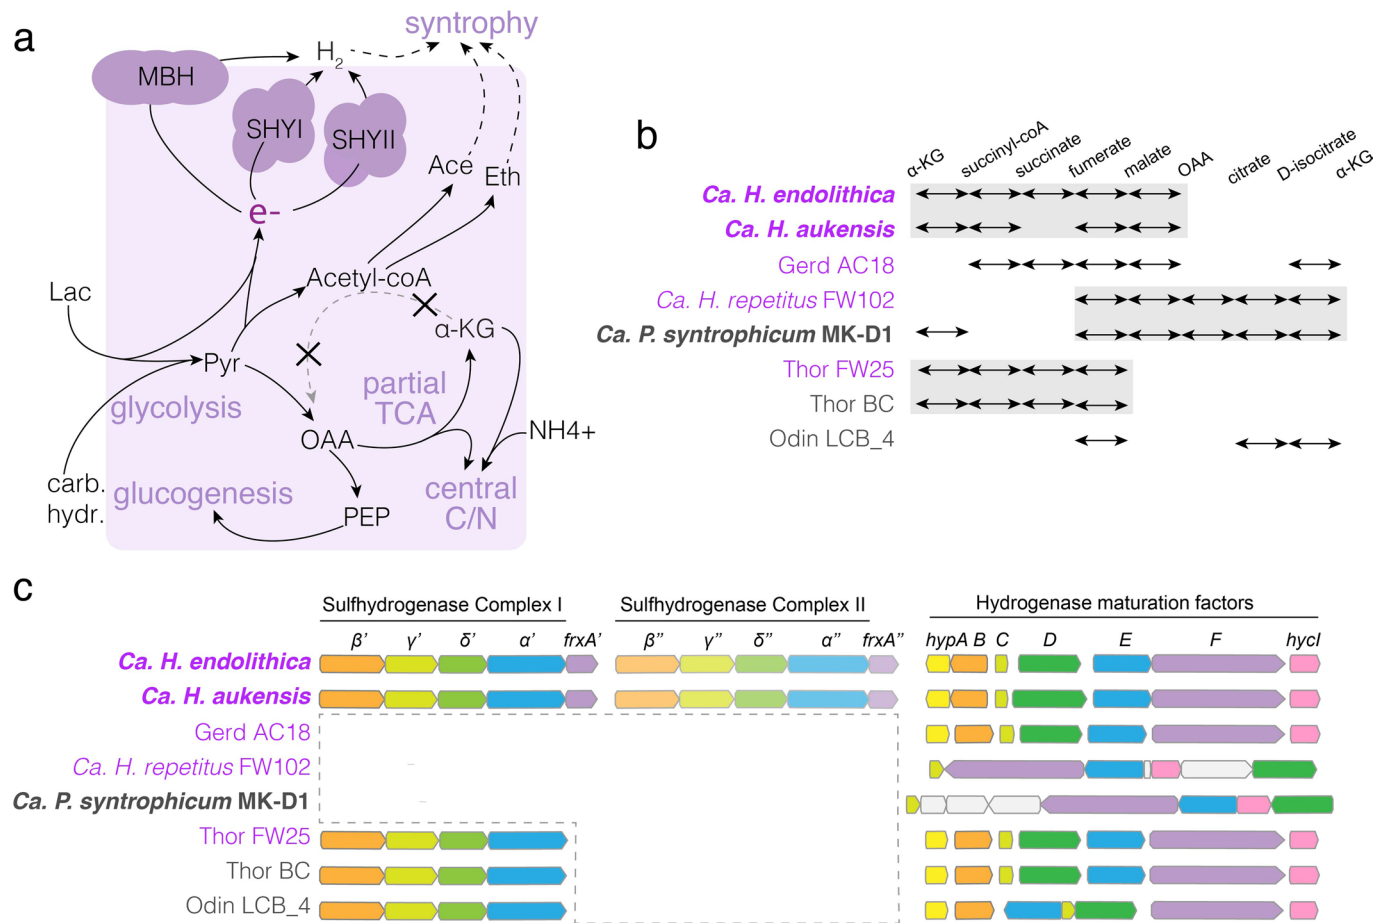 a
syntrophy
H2
MBH
SHYI
SHYII
Ace
Eth
e-
Acetyl-coA
Lac
α-KG
Pyr
partial
TCA
glycolysis
OAA
NH4+
carb.
hydr.
glucogenesis
central
C/N
PEP
b
α-KG
succinyl-coA
succinate
fumerate
malate
OAA
citrate
D-isocitrate
α-KG
Ca. H. endolithica
Ca. H. aukensis
Gerd AC18
Ca. H. repetitus FW102
Ca. P. syntrophicum MK-D1
Thor FW25
Thor BC
Odin LCB_4
c
Sulfhydrogenase Complex I
Sulfhydrogenase Complex II
Hydrogenase maturation factors
β' γ' δ' α' frxA'
β" γ" δ" α" frxA"
hypA B C D E F hycI
Ca. H. endolithica
Ca. H. aukensis
Gerd AC18
Ca. H. repetitus FW102
Ca. P. syntrophicum MK-D1
Thor FW25
Thor BC
Odin LCB_4